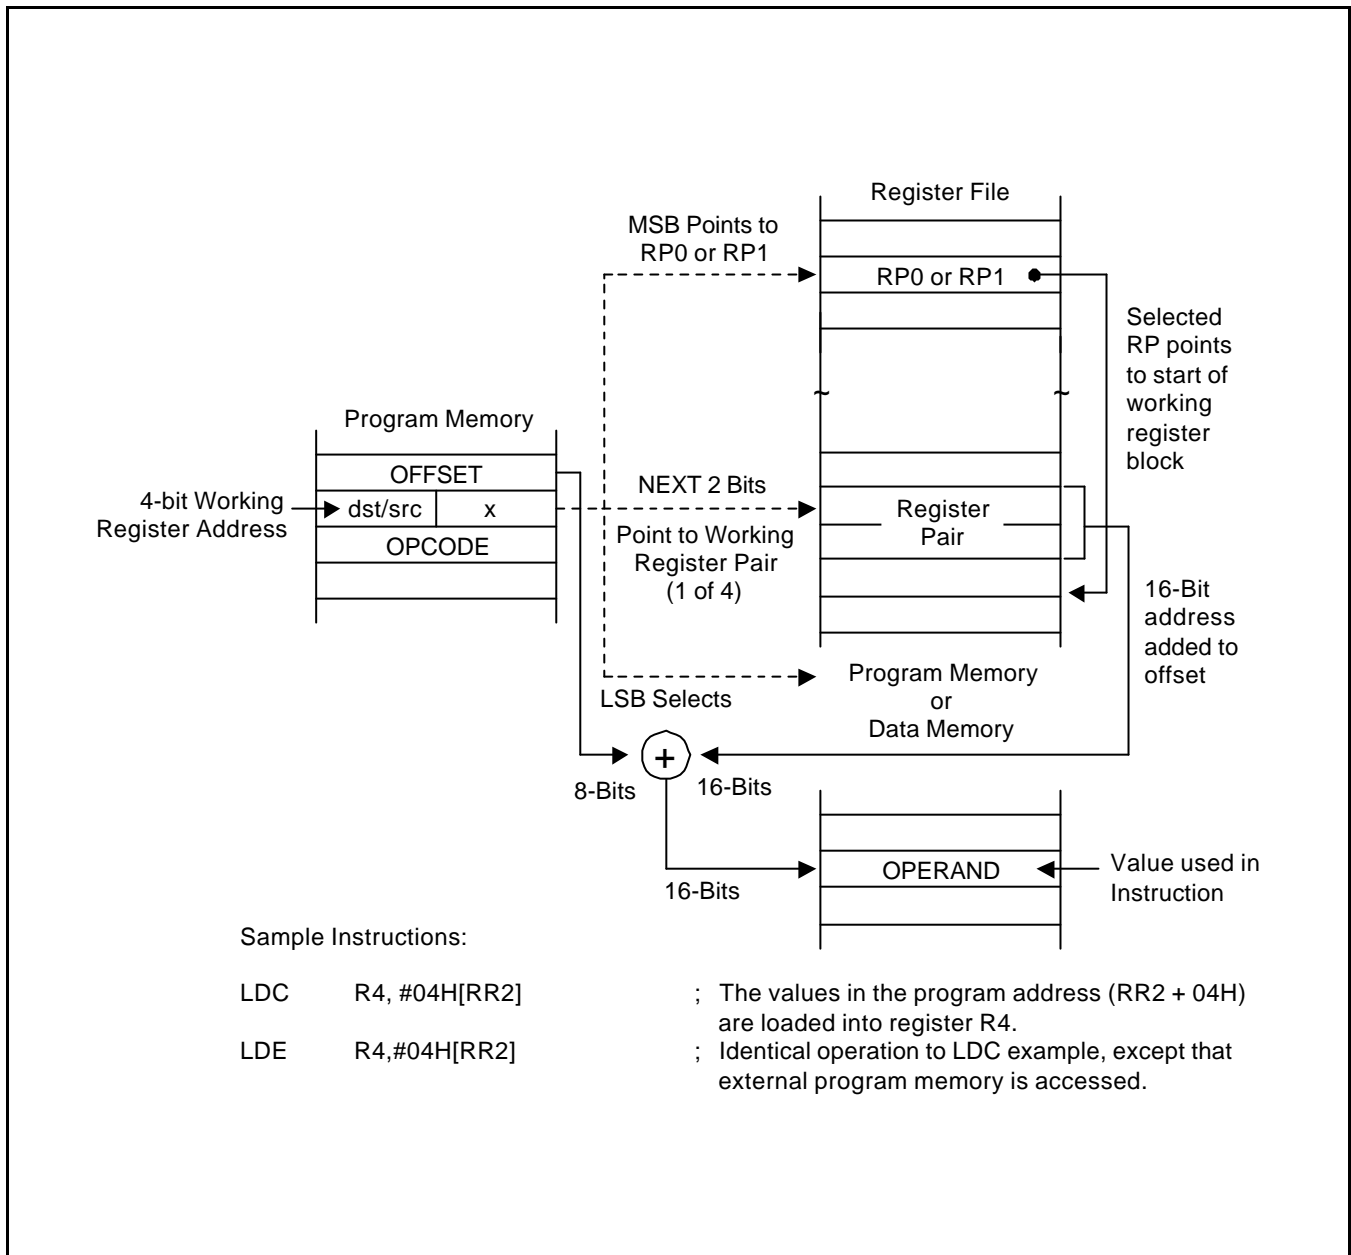 Register File
MSB Points to
RP0 or RP1
RP0 or RP1
Selected
RP points
to start of
working
register
block
Program Memory
OFFSET
4-bit Working
Register Address
dst/src
x
OPCODE
NEXT 2 Bits
Point to Working
Register Pair
(1 of 4)
Register
Pair
16-Bit
address
added to
offset
LSB Selects
Program Memory
or
Data Memory
+
8-Bits
16-Bits
16-Bits
OPERAND
Value used in
Instruction
Sample Instructions:
LDC R4, #04H[RR2] ; The values in the program address (RR2 + 04H)
are loaded into register R4.
LDE R4,#04H[RR2] ; Identical operation to LDC example, except that
external program memory is accessed.